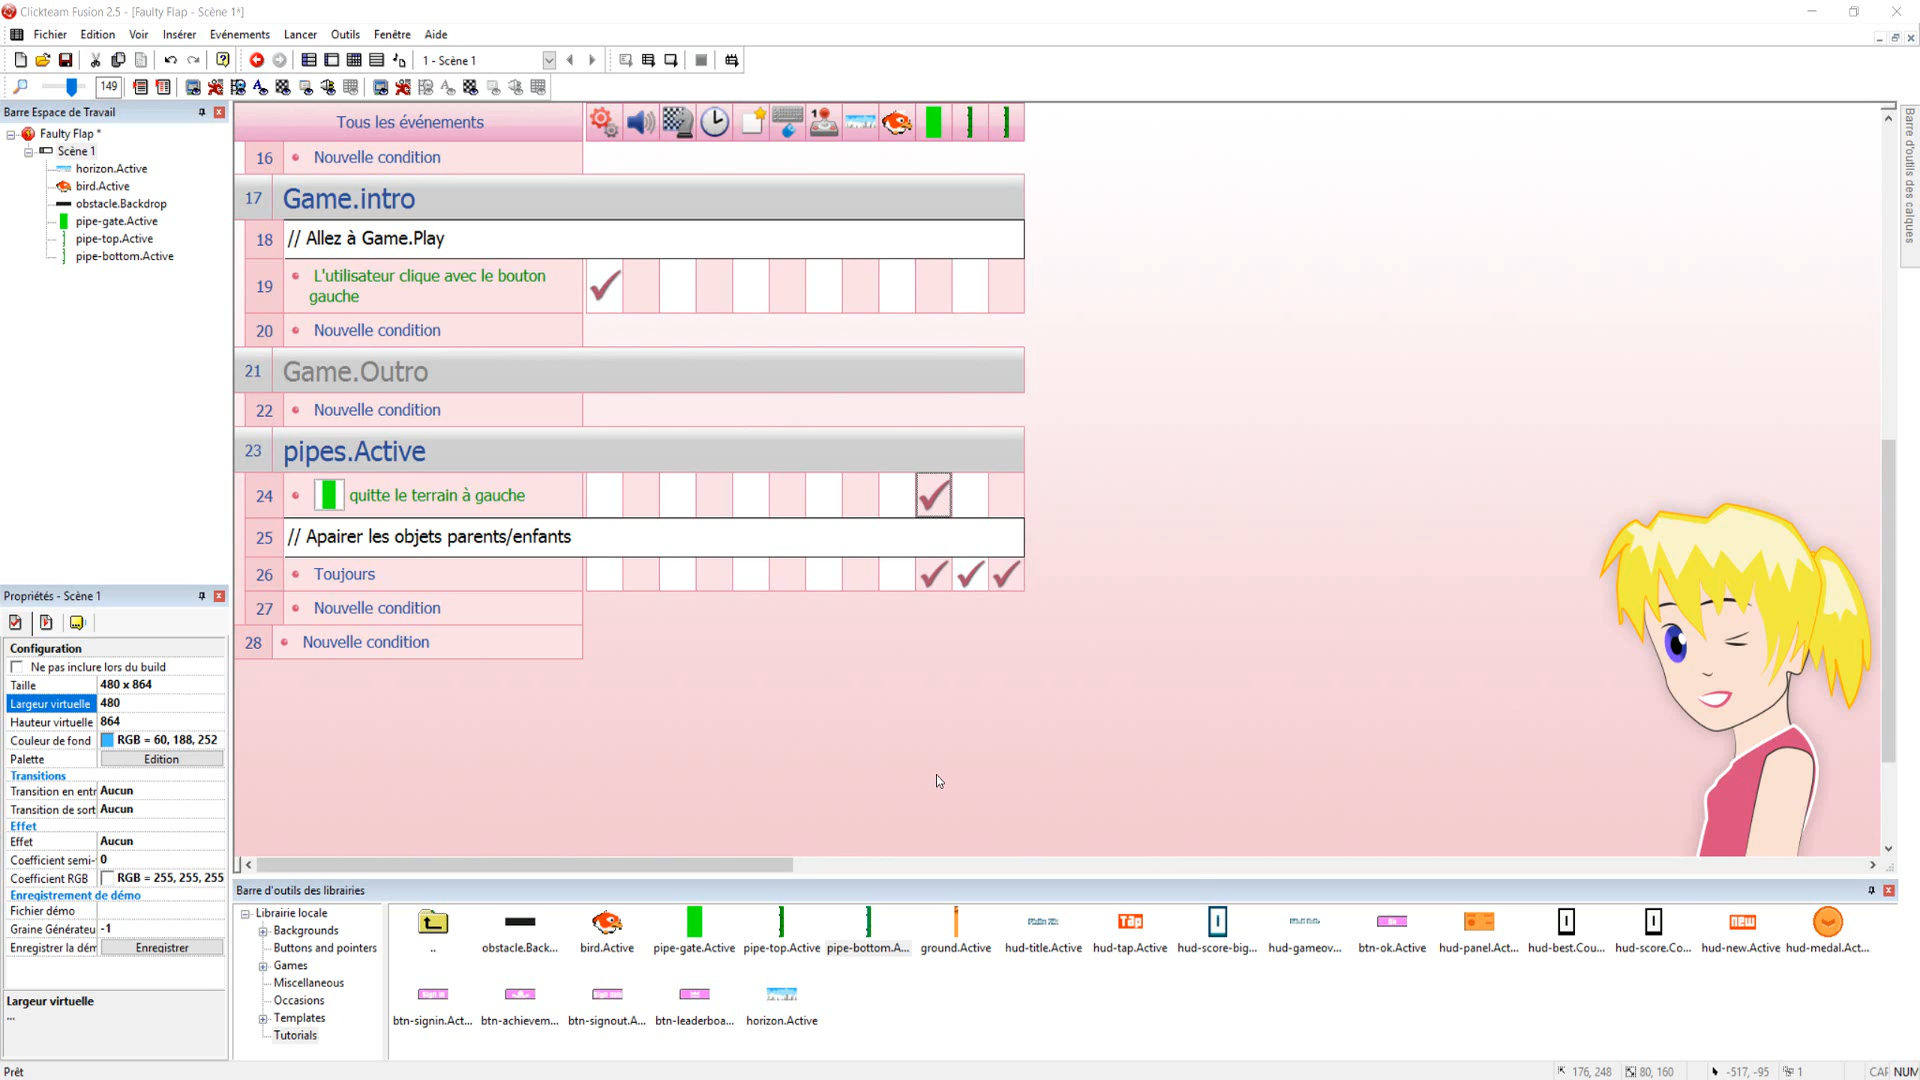 Clickteam Fusion 2.5 - [Faulty Flap - Scène 1*]
Fichier Edition Voir Insérer Evénements Lancer Outils Fenêtre Aide
1 - Scène 1
149
Barre Espace de Travail
Faulty Flap *
Scène 1
horizon.Active
bird.Active
obstacle.Backdrop
pipe-gate.Active
pipe-top.Active
pipe-bottom.Active
Tous les événements
16 Nouvelle condition
17 Game.intro
18 // Allez à Game.Play
19 L'utilisateur clique avec le bouton
gauche
20 Nouvelle condition
21 Game.Outro
22 Nouvelle condition
23 pipes.Active
24 quitte le terrain à gauche
25 // Apairer les objets parents/enfants
26 Toujours
27 Nouvelle condition
28 Nouvelle condition
Barre d'outils des calques
Propriétés - Scène 1
Configuration
Ne pas inclure lors du build
Taille 480 x 864
Largeur virtuelle 480
Hauteur virtuelle 864
Couleur de fond RGB = 60, 188, 252
Palette Edition
Transitions
Transition en entr Aucun
Transition de sort Aucun
Effet
Effet Aucun
Coefficient semi- 0
Coefficient RGB RGB = 255, 255, 255
Enregistrement de démo
Fichier démo
Graine Générateu -1
Enregistrer la dém Enregistrer
Largeur virtuelle
...
Barre d'outils des librairies
Librairie locale
Backgrounds
Buttons and pointers
Games
Miscellaneous
Occasions
Templates
Tutorials
.. obstacle.Back... bird.Active pipe-gate.Active pipe-top.Active pipe-bottom.A... ground.Active hud-title.Active hud-tap.Active hud-score-big... hud-gameov... btn-ok.Active hud-panel.Act... hud-best.Cou... hud-score.Co... hud-new.Active hud-medal.Act...
btn-signin.Act... btn-achievem... btn-signout.A... btn-leaderboa... horizon.Active
Prêt
176, 248 80, 160 -517, -95 1 CAP NUM